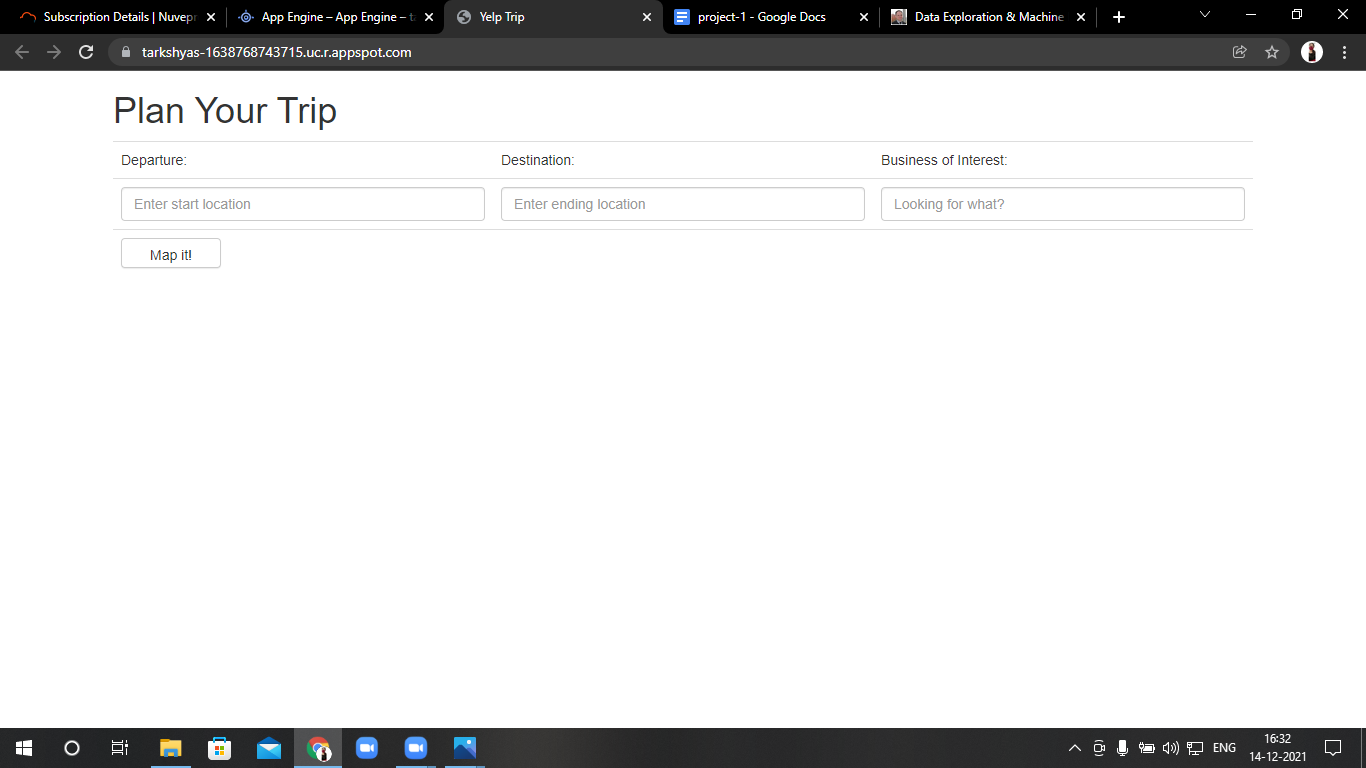 Subscription Details | Nuvepr
App Engine – App Engine – t
Yelp Trip
project-1 - Google Docs
Data Exploration & Machine
tarkshyas-1638768743715.uc.r.appspot.com
Plan Your Trip
Departure:
Destination:
Business of Interest:
Enter start location
Enter ending location
Looking for what?
Map it!
ENG
16:32
14-12-2021